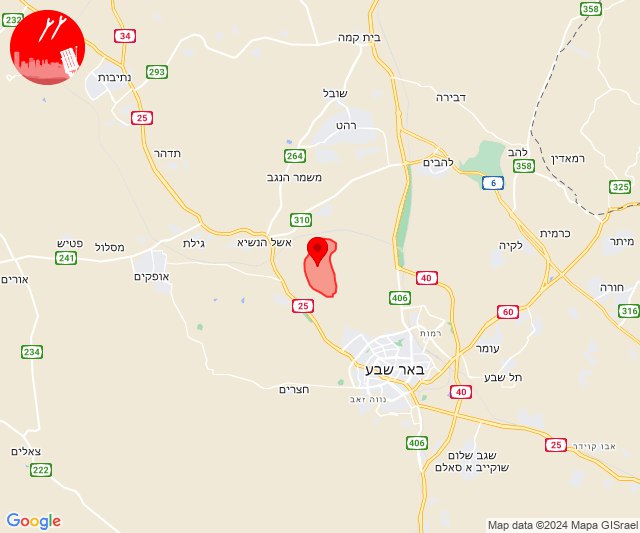 232
358
34
בית קמה
293
נתיבות
שובל
דבירה
25
רהט
תדהר
264
להבים
להב
358
רמאדין
משמר הנגב
6
325
310
כרמית
פטיש
מסלול
גילת
אשל הנשיא
לקיה
מיתר
241
אורים
אופקים
40
406
חורה
25
60
316
רמות
234
עומר
באר שבע
תל שבע
חצרים
נווה זאב
40
406
25
אבו קוידר
צאלים
שגב שלום
222
שוקייב א סאלם
Google
Map data ©2024 Mapa GISrael